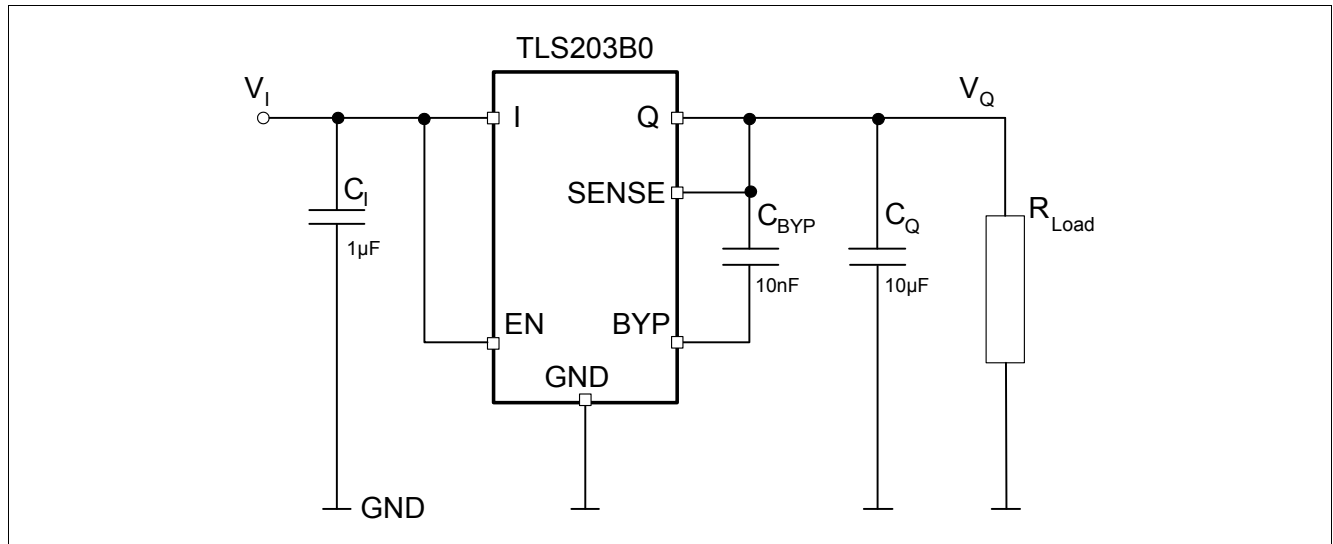 TLS203B0
V_I
V_Q
I
Q
SENSE
C_I
1µF
C_BYP
10nF
C_Q
10µF
R_Load
EN
BYP
GND
GND